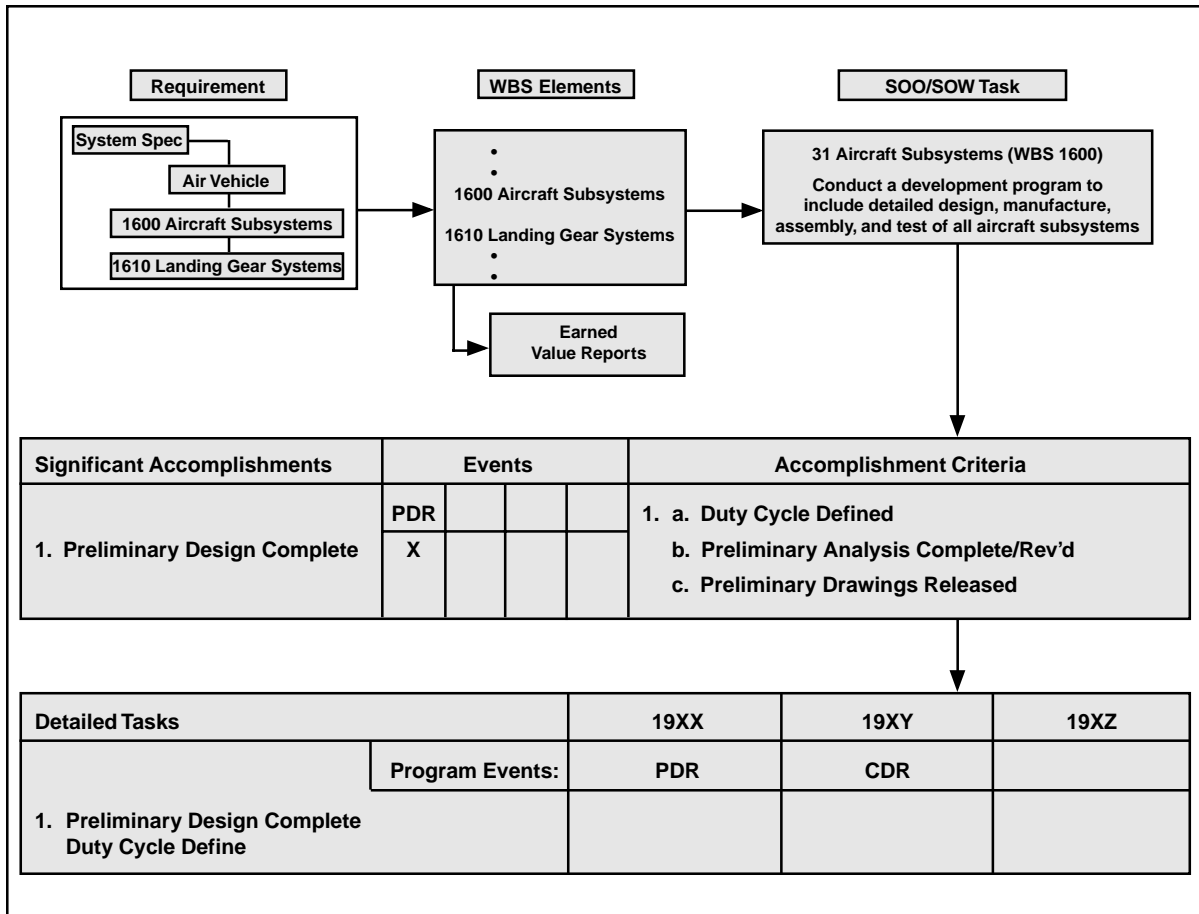 Requirement
WBS Elements
SOO/SOW Task
System Spec
Air Vehicle
1600 Aircraft Subsystems
1610 Landing Gear Systems
•
•
1600 Aircraft Subsystems
1610 Landing Gear Systems
•
•
31 Aircraft Subsystems (WBS 1600)
Conduct a development program to
include detailed design, manufacture,
assembly, and test of all aircraft subsystems
Earned
Value Reports
Significant Accomplishments
Events
Accomplishment Criteria
PDR
1. Preliminary Design Complete
X
1. a. Duty Cycle Defined
b. Preliminary Analysis Complete/Rev’d
c. Preliminary Drawings Released
Detailed Tasks
19XX
19XY
19XZ
Program Events:
PDR
CDR
1. Preliminary Design Complete
Duty Cycle Define